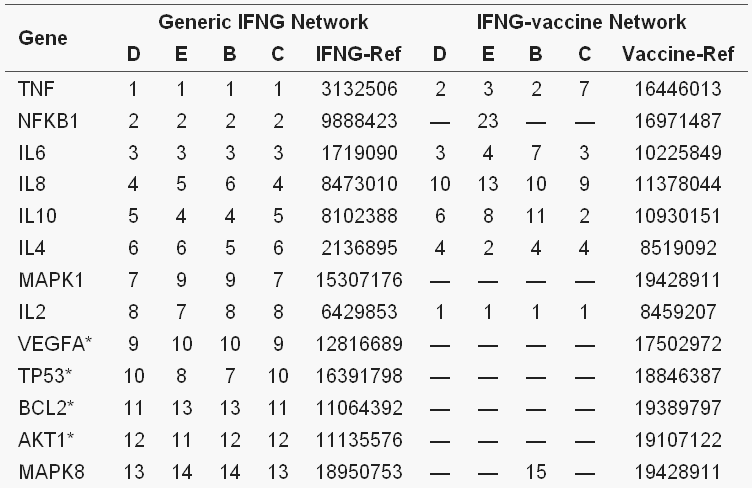 Generic IFNG Network IFNG-vaccine Network
Gene D E B C IFNG-Ref D E B C Vaccine-Ref
TNF 1 1 1 1 3132506 2 3 2 7 16446013
NFKB1 2 2 2 2 9888423 — 23 — — 16971487
IL6 3 3 3 3 1719090 3 4 7 3 10225849
IL8 4 5 6 4 8473010 10 13 10 9 11378044
IL10 5 4 4 5 8102388 6 8 11 2 10930151
IL4 6 6 5 6 2136895 4 2 4 4 8519092
MAPK1 7 9 9 7 15307176 — — — — 19428911
IL2 8 7 8 8 6429853 1 1 1 1 8459207
VEGFA* 9 10 10 9 12816689 — — — — 17502972
TP53* 10 8 7 10 16391798 — — — — 18846387
BCL2* 11 13 13 11 11064392 — — — — 19389797
AKT1* 12 11 12 12 11135576 — — — — 19107122
MAPK8 13 14 14 13 18950753 — — 15 — 19428911